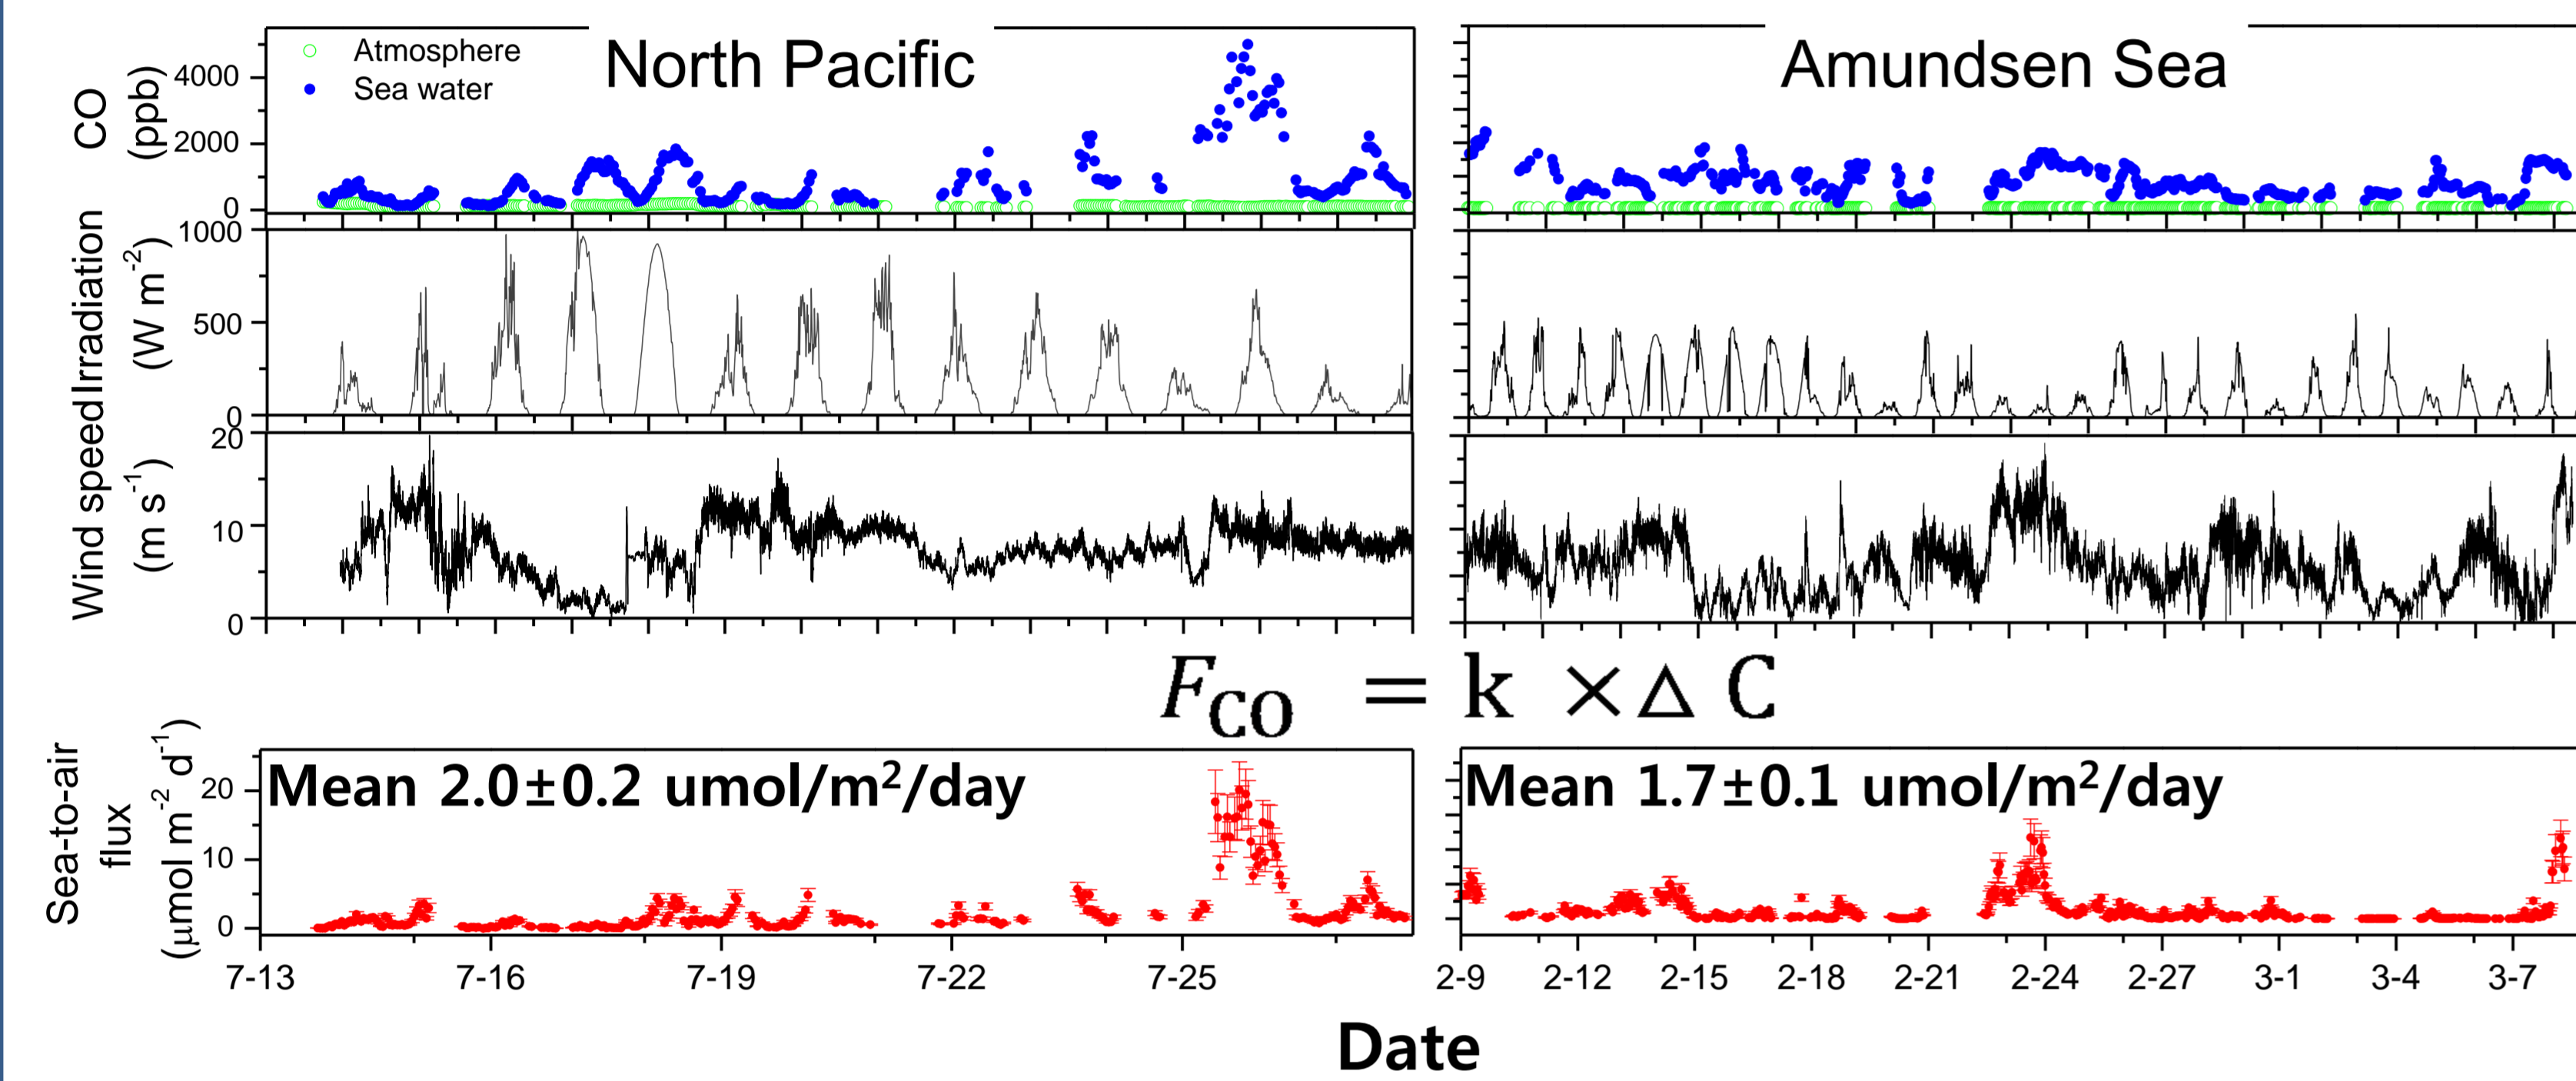 North Pacific
Amundsen Sea
Atmosphere
Sea water
CO
(ppb)
4000
2000
0
Irradiation
(W m⁻²)
1000
500
0
Wind speed
(m s⁻¹)
20
10
0
F_CO = k ×△ C
Sea-to-air
flux
(μmol m⁻² d⁻¹)
20
10
0
Mean 2.0±0.2 umol/m²/day
Mean 1.7±0.1 umol/m²/day
7-13 7-16 7-19 7-22 7-25
2-9 2-12 2-15 2-18 2-21 2-24 2-27 3-1 3-4 3-7
Date